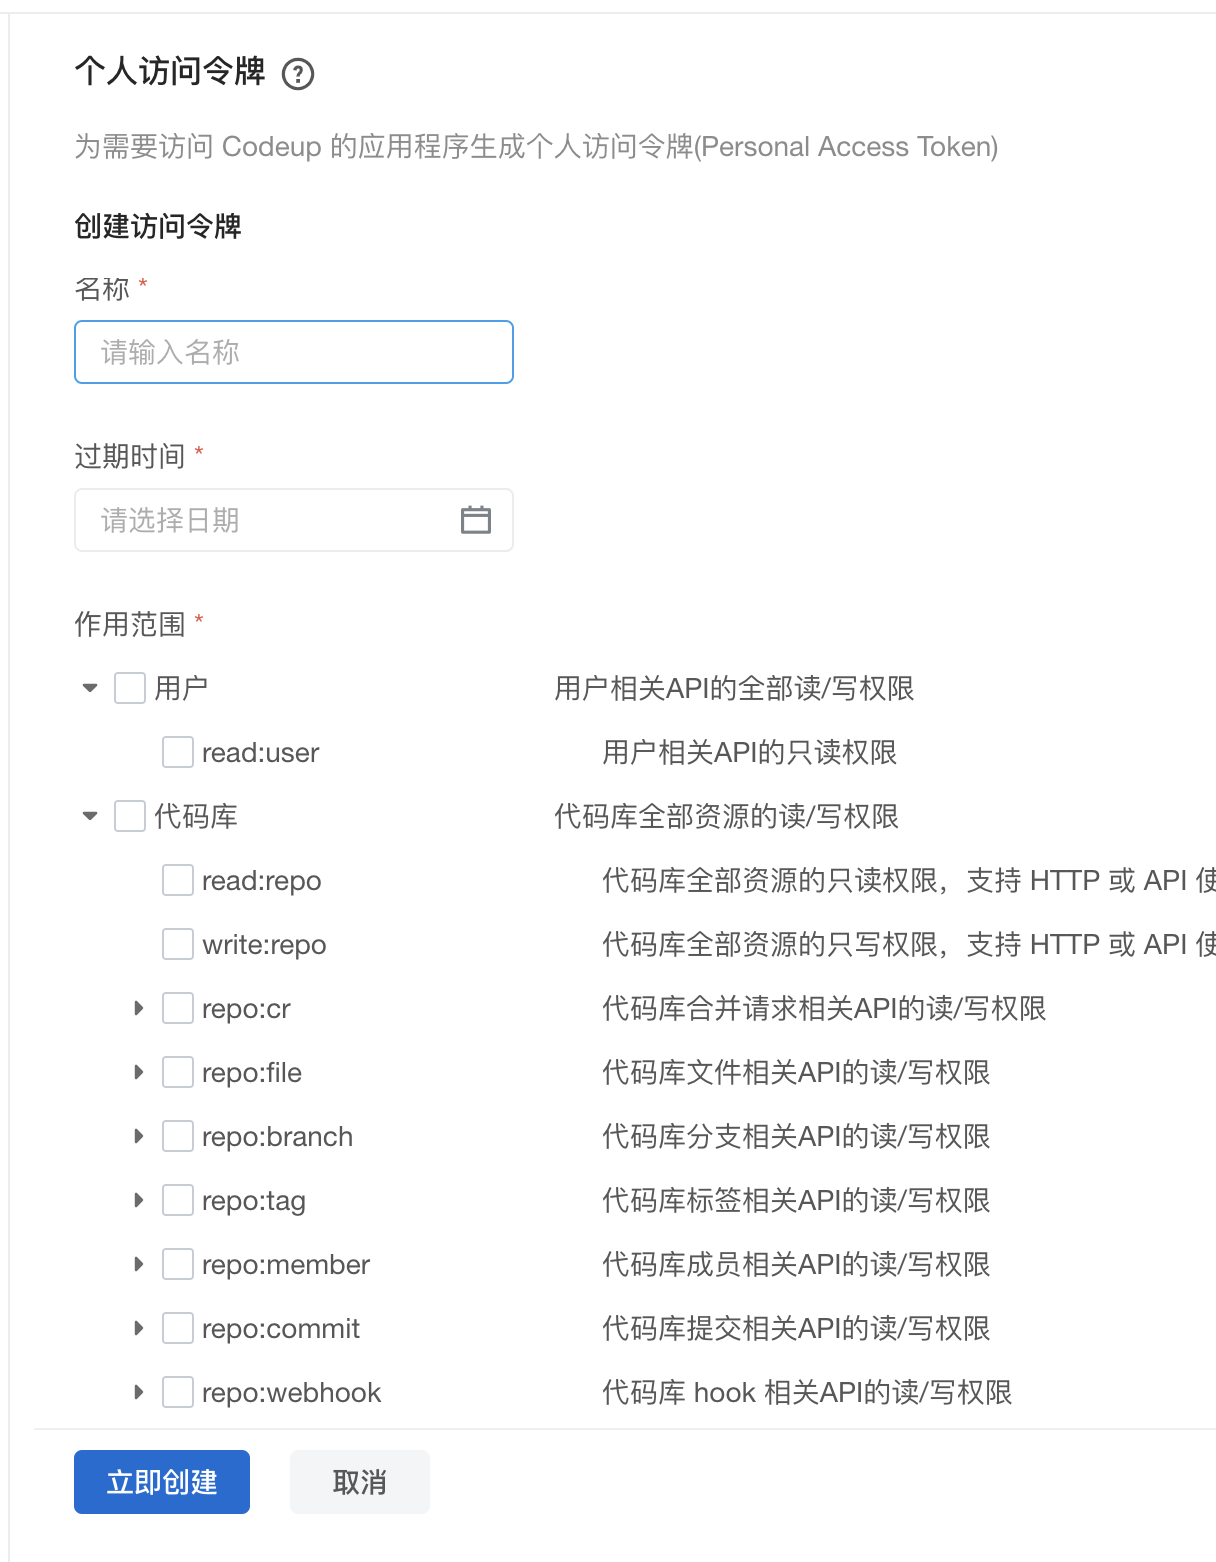 个人访问令牌 ?
为需要访问 Codeup 的应用程序生成个人访问令牌(Personal Access Token)
创建访问令牌
名称 *
请输入名称
过期时间 *
请选择日期
作用范围 *
用户 用户相关API的全部读/写权限
read:user 用户相关API的只读权限
代码库 代码库全部资源的读/写权限
read:repo 代码库全部资源的只读权限，支持 HTTP 或 API 使
write:repo 代码库全部资源的只写权限，支持 HTTP 或 API 使
repo:cr 代码库合并请求相关API的读/写权限
repo:file 代码库文件相关API的读/写权限
repo:branch 代码库分支相关API的读/写权限
repo:tag 代码库标签相关API的读/写权限
repo:member 代码库成员相关API的读/写权限
repo:commit 代码库提交相关API的读/写权限
repo:webhook 代码库 hook 相关API的读/写权限
立即创建 取消